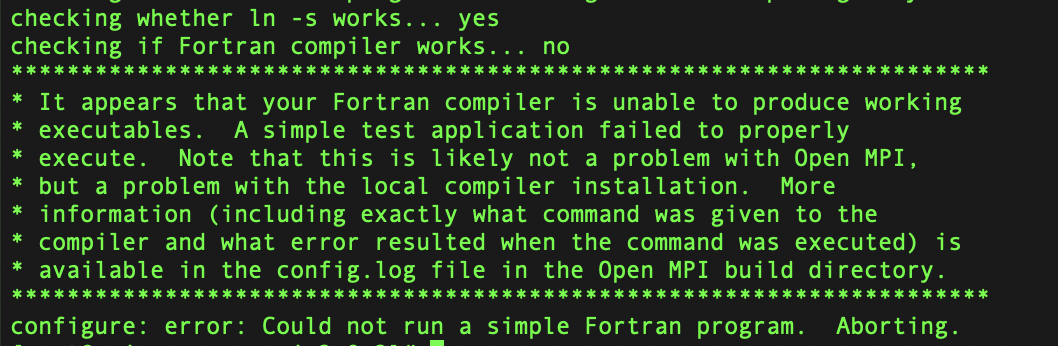 checking whether ln -s works... yes
checking if Fortran compiler works... no
**********************************************************************
* It appears that your Fortran compiler is unable to produce working
* executables.  A simple test application failed to properly
* execute.  Note that this is likely not a problem with Open MPI,
* but a problem with the local compiler installation.  More
* information (including exactly what command was given to the
* compiler and what error resulted when the command was executed) is
* available in the config.log file in the Open MPI build directory.
**********************************************************************
configure: error: Could not run a simple Fortran program.  Aborting.